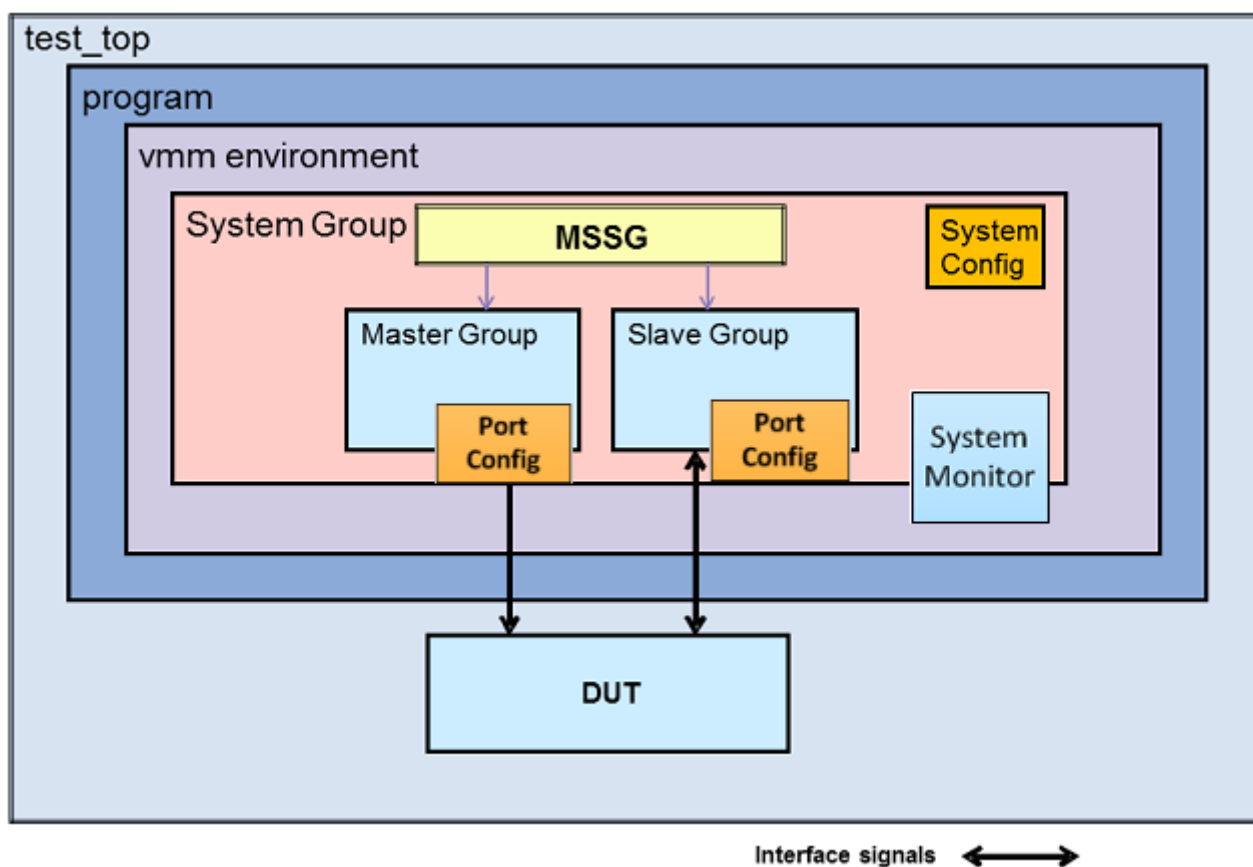 test_top
program
vmm environment
System Group
MSSG
System
Config
Master Group
Slave Group
Port
Config
Port
Config
System
Monitor
DUT
Interface signals